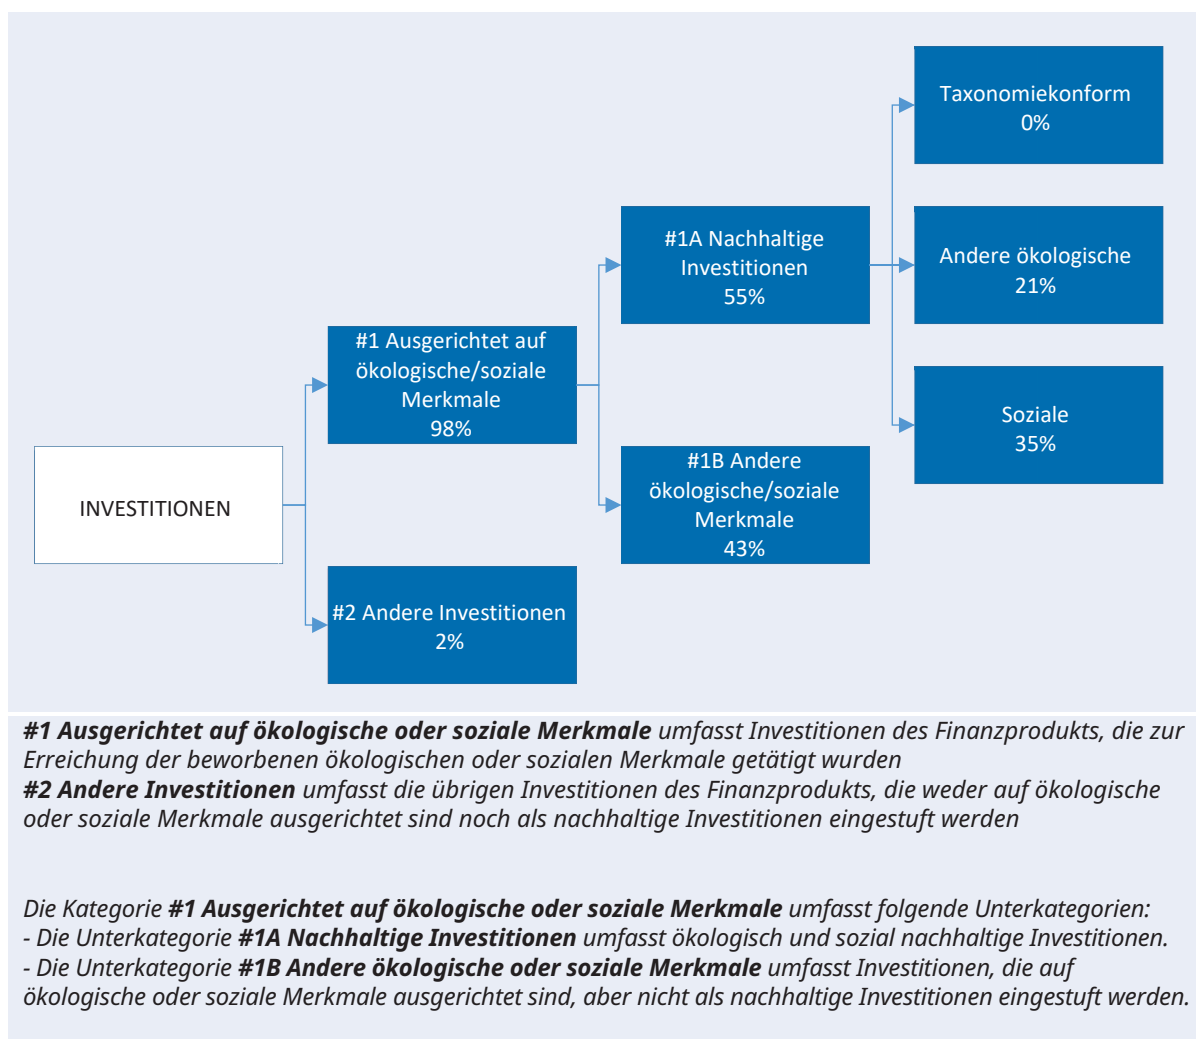 INVESTITIONEN
#1 Ausgerichtet auf
ökologische/soziale
Merkmale
98%
#2 Andere Investitionen
2%
#1A Nachhaltige
Investitionen
55%
#1B Andere
ökologische/soziale
Merkmale
43%
Taxonomiekonform
0%
Andere ökologische
21%
Soziale
35%
#1 Ausgerichtet auf ökologische oder soziale Merkmale umfasst Investitionen des Finanzprodukts, die zur
Erreichung der beworbenen ökologischen oder sozialen Merkmale getätigt wurden
#2 Andere Investitionen umfasst die übrigen Investitionen des Finanzprodukts, die weder auf ökologische
oder soziale Merkmale ausgerichtet sind noch als nachhaltige Investitionen eingestuft werden
Die Kategorie #1 Ausgerichtet auf ökologische oder soziale Merkmale umfasst folgende Unterkategorien:
- Die Unterkategorie #1A Nachhaltige Investitionen umfasst ökologisch und sozial nachhaltige Investitionen.
- Die Unterkategorie #1B Andere ökologische oder soziale Merkmale umfasst Investitionen, die auf
ökologische oder soziale Merkmale ausgerichtet sind, aber nicht als nachhaltige Investitionen eingestuft werden.